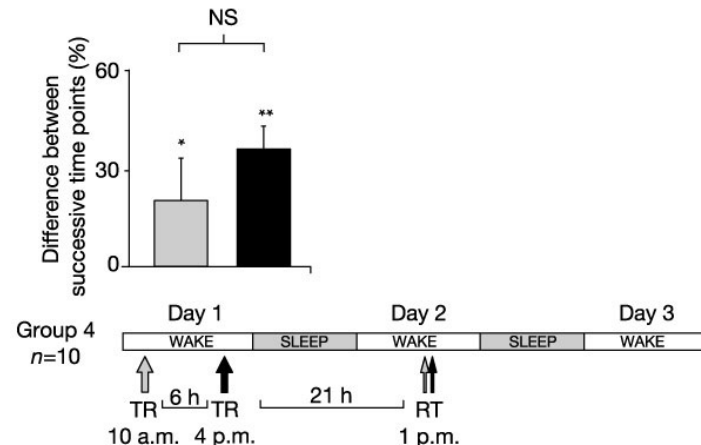 NS
Difference between
successive time points (%)
60
30
0
*
**
Day 1 Day 2 Day 3
Group 4
n=10
WAKE SLEEP WAKE SLEEP WAKE
6 h 21 h
TR TR RT
10 a.m. 4 p.m. 1 p.m.